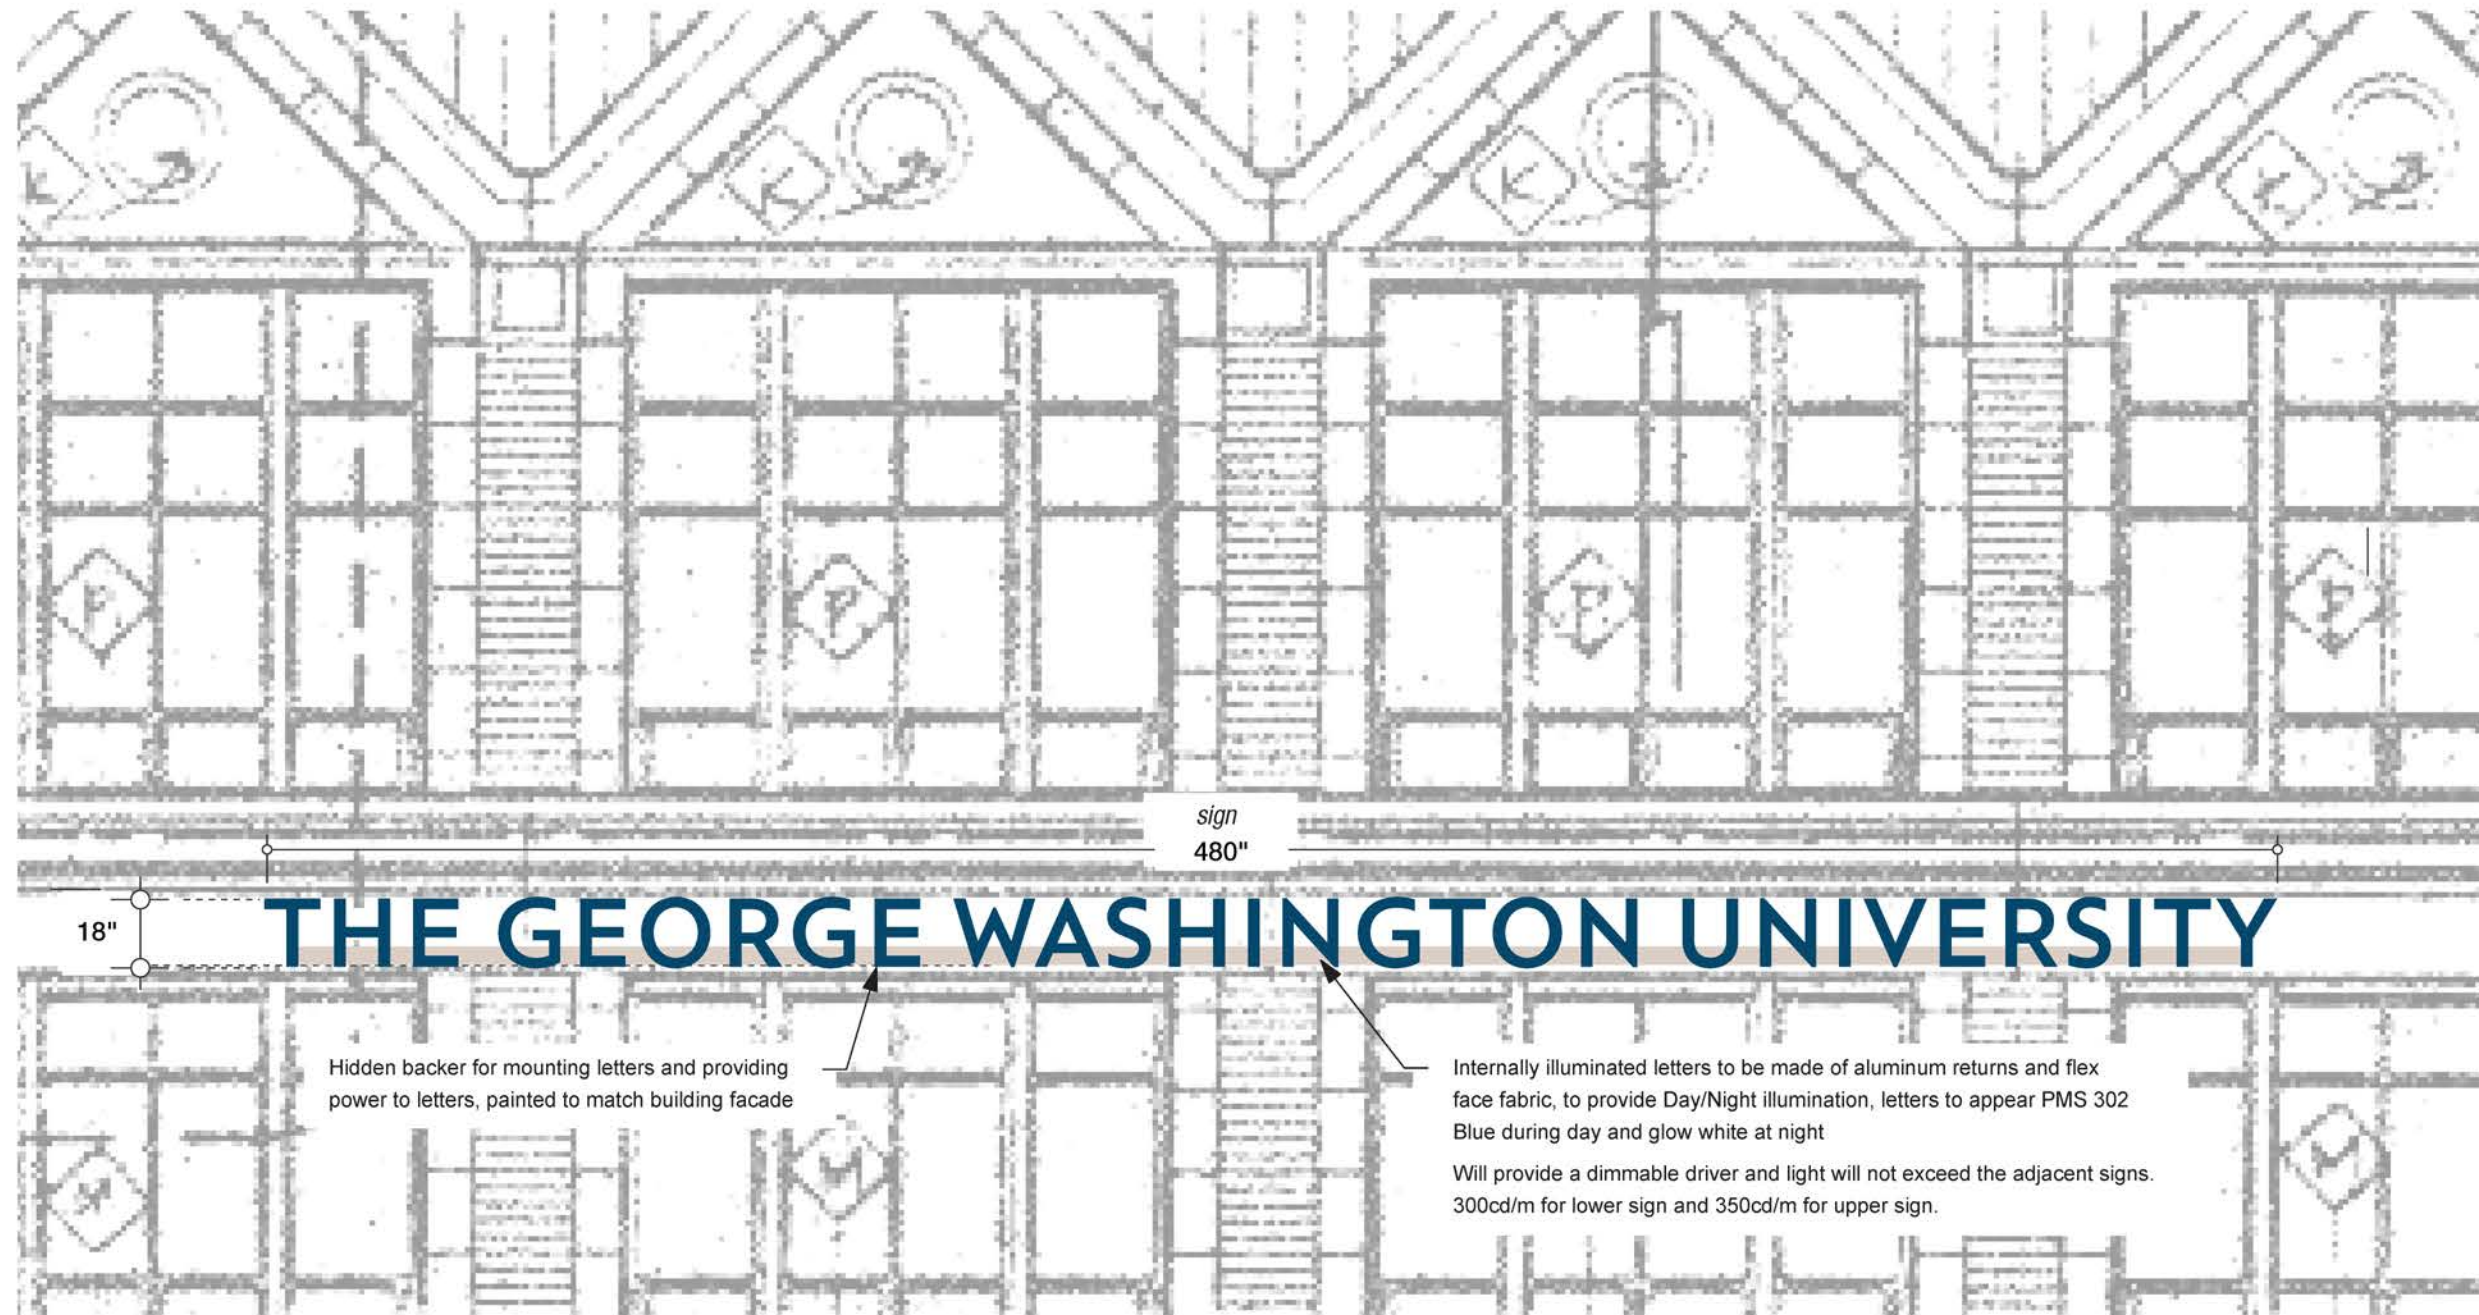 K
K
K
K
P
P
P
P
sign
480"
18"
THE GEORGE WASHINGTON UNIVERSITY
Hidden backer for mounting letters and providing
power to letters, painted to match building facade
Internally illuminated letters to be made of aluminum returns and flex
face fabric, to provide Day/Night illumination, letters to appear PMS 302
Blue during day and glow white at night
Will provide a dimmable driver and light will not exceed the adjacent signs.
300cd/m for lower sign and 350cd/m for upper sign.